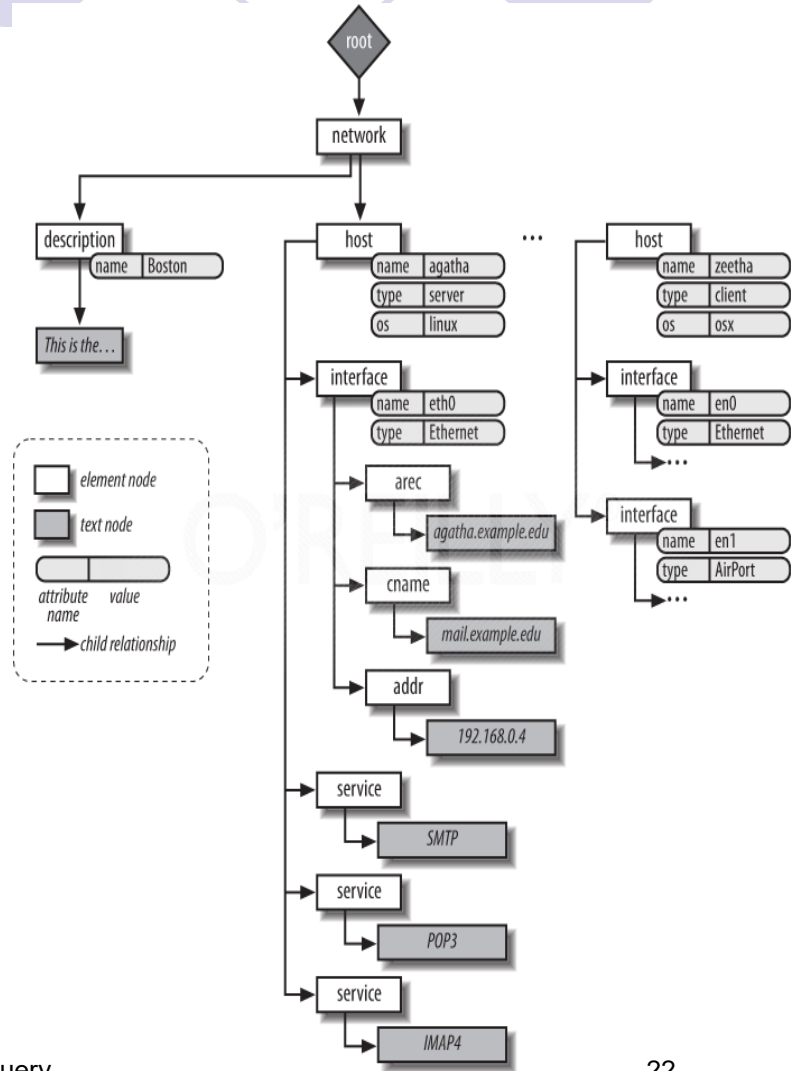 root
network
description
name Boston
This is the...
host
name agatha
type server
os linux
...
host
name zeetha
type client
os osx
interface
name eth0
type Ethernet
arec
agatha.example.edu
cname
mail.example.edu
addr
192.168.0.4
service
SMTP
service
POP3
service
IMAP4
interface
name en0
type Ethernet
...
interface
name en1
type AirPort
...
element node
text node
attribute name
value
child relationship
O'REILLY
22